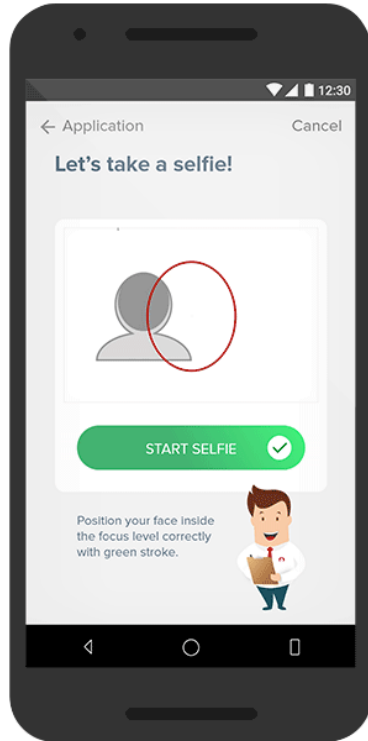 12:30
Application
Cancel
Let's take a selfie!
START SELFIE
Position your face inside
the focus level correctly
with green stroke.